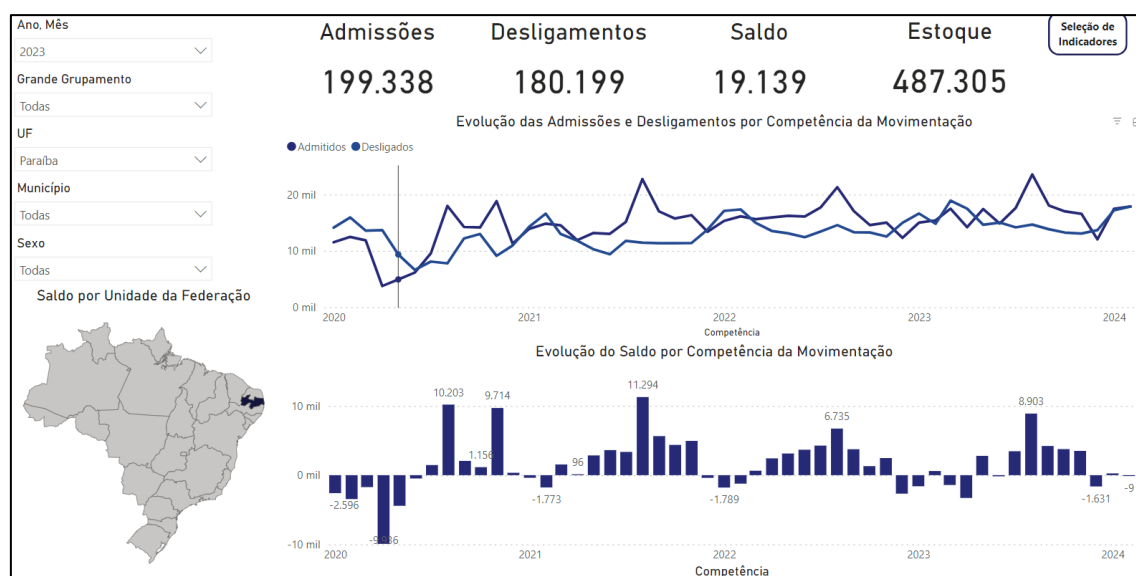 Ano, Mês
2023
Grande Grupamento
Todas
UF
Paraíba
Município
Todas
Sexo
Todas
Saldo por Unidade da Federação
Admissões Desligamentos Saldo Estoque
199.338 180.199 19.139 487.305
Seleção de
Indicadores
Evolução das Admissões e Desligamentos por Competência da Movimentação
Admitidos Desligados
20 mil
10 mil
0 mil
2020 2021 2022 2023 2024
Competência
Evolução do Saldo por Competência da Movimentação
10 mil
0 mil
-10 mil
10.203 9.714 11.294 6.735 8.903
1.156 96
-2.596 -1.773 -1.789 -1.631 -9
2020 2021 2022 2023 2024
Competência